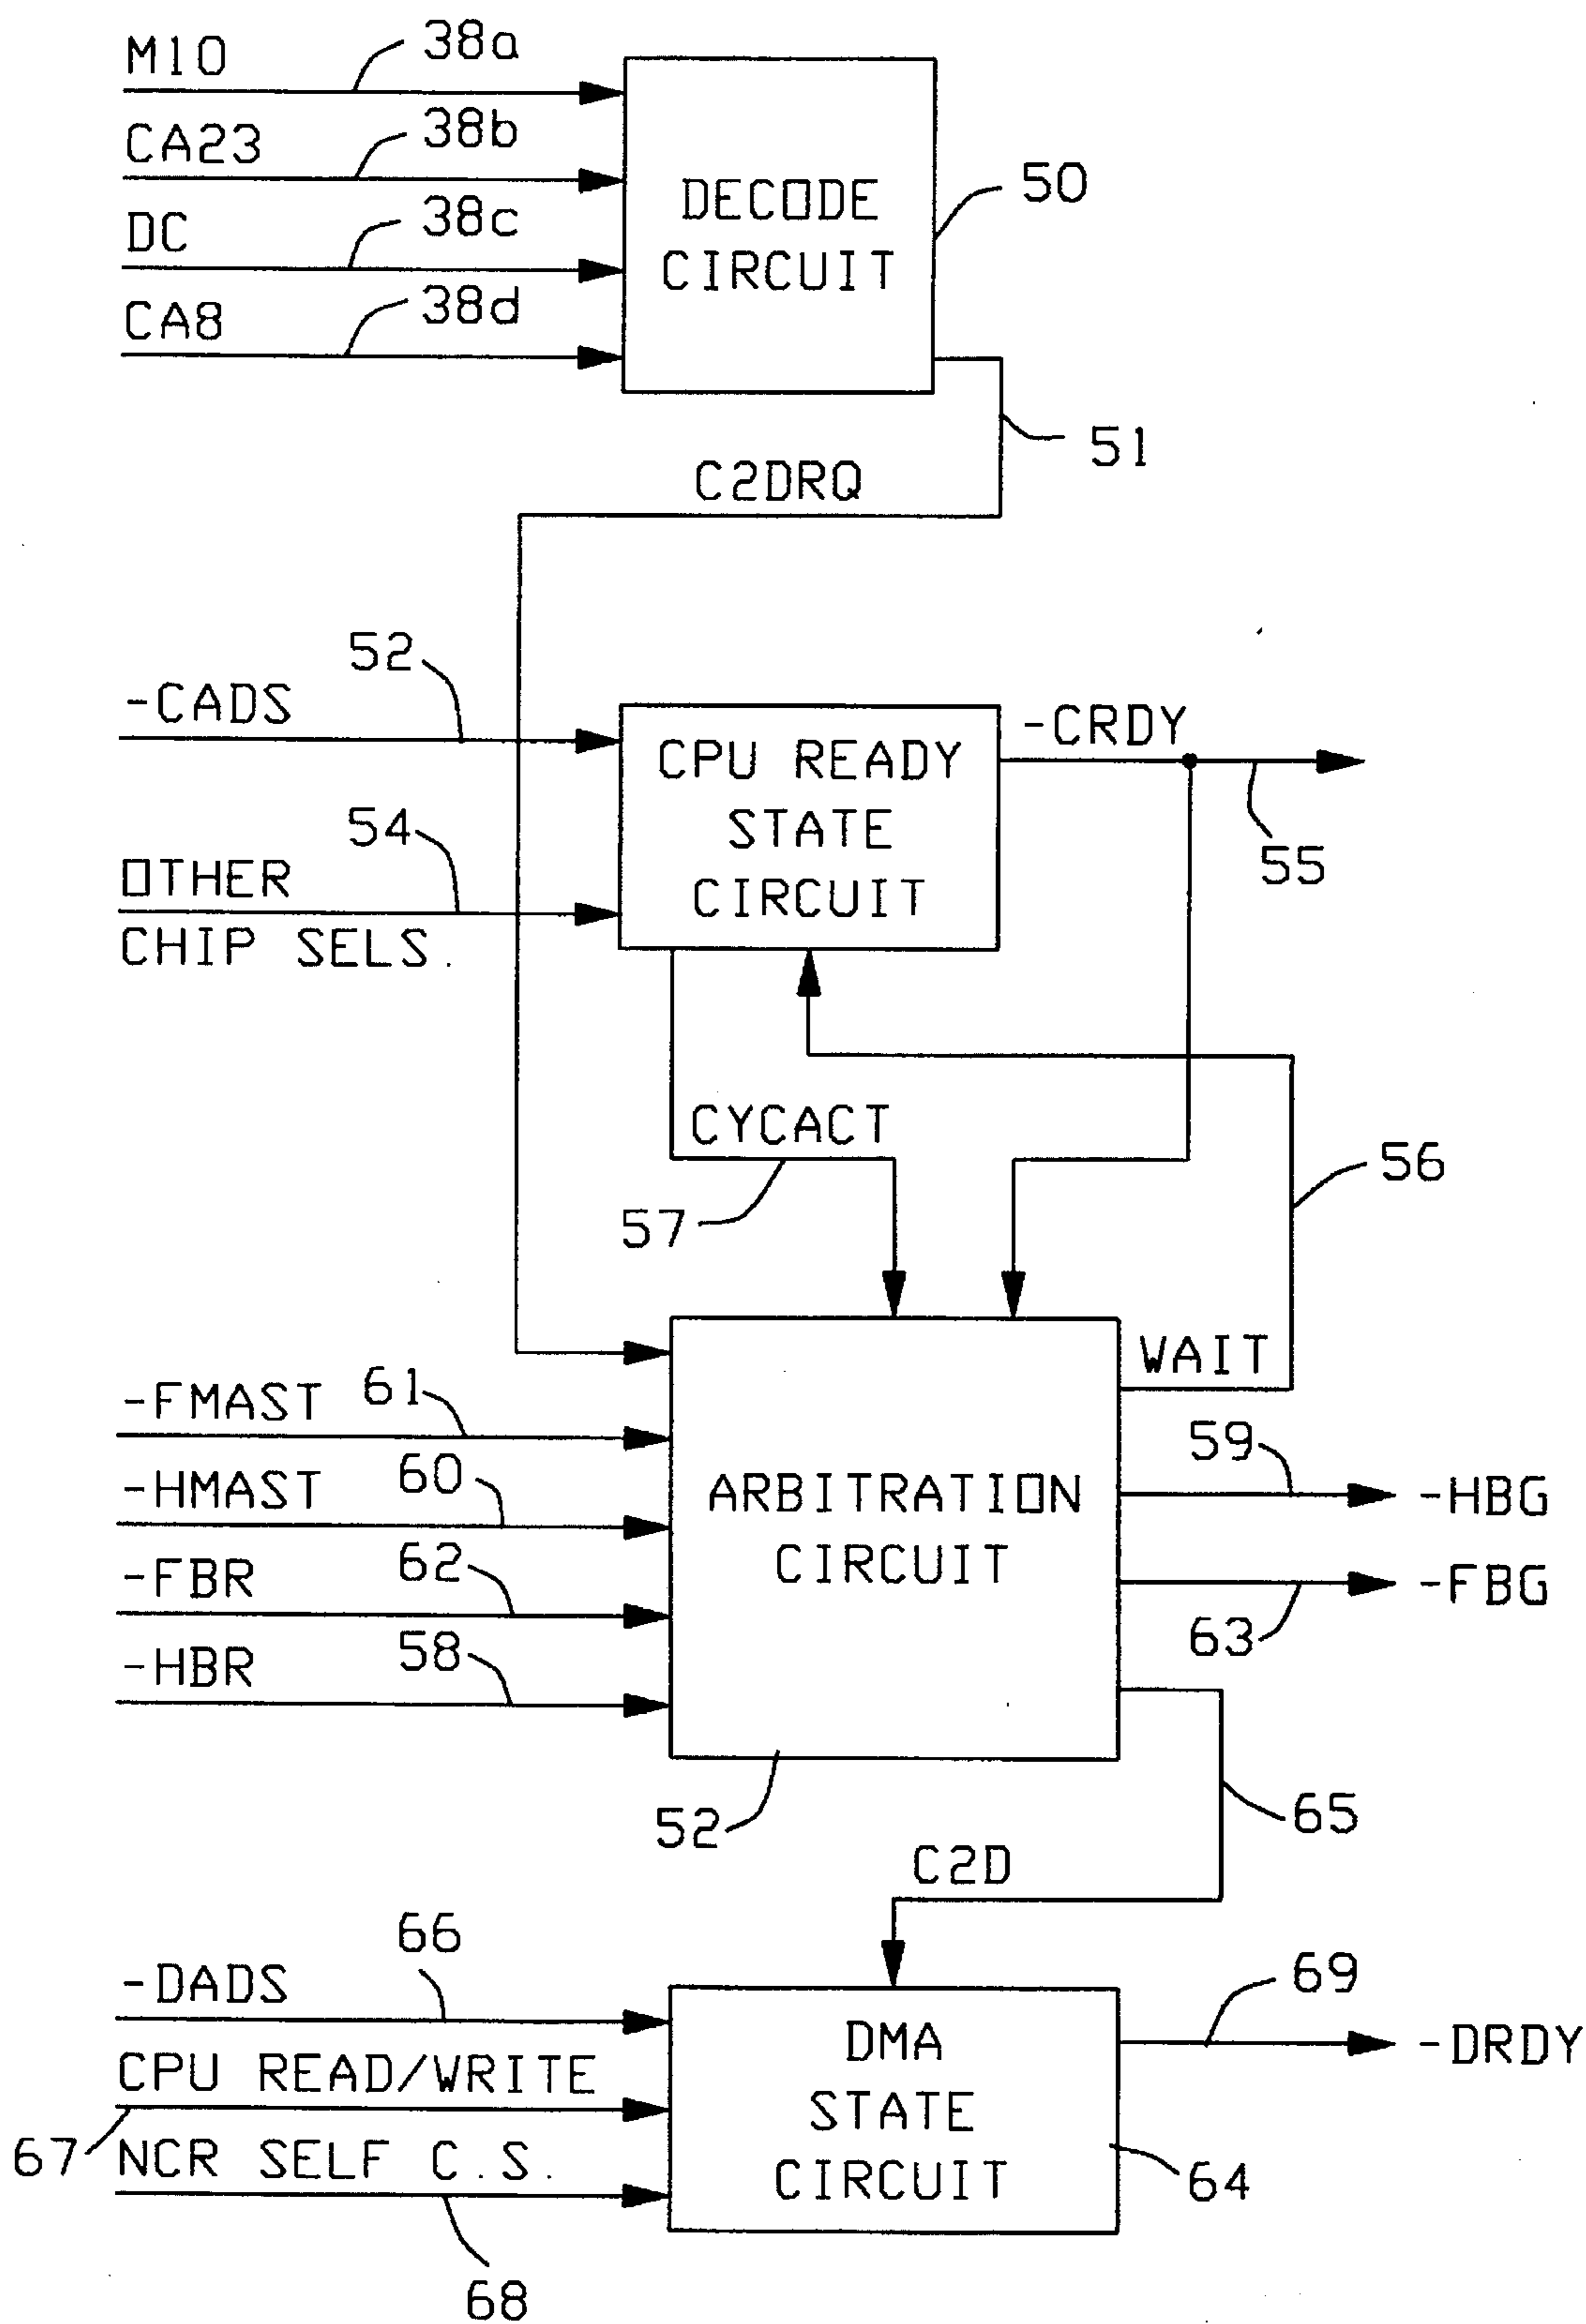 M10
38a
CA23
38b
DC
38c
CA8
38d
DECODE
CIRCUIT
50
51
C2DRQ
-CADS
52
OTHER
CHIP SELS.
54
CPU READY
STATE
CIRCUIT
-CRDY
55
CYCACT
57
56
WAIT
-FMAST
61
-HMAST
60
-FBR
62
-HBR
58
ARBITRATION
CIRCUIT
52
59
-HBG
-FBG
63
65
C2D
-DADS
66
CPU READ/WRITE
67
NCR SELF C.S.
68
DMA
STATE
CIRCUIT
64
69
-DRDY